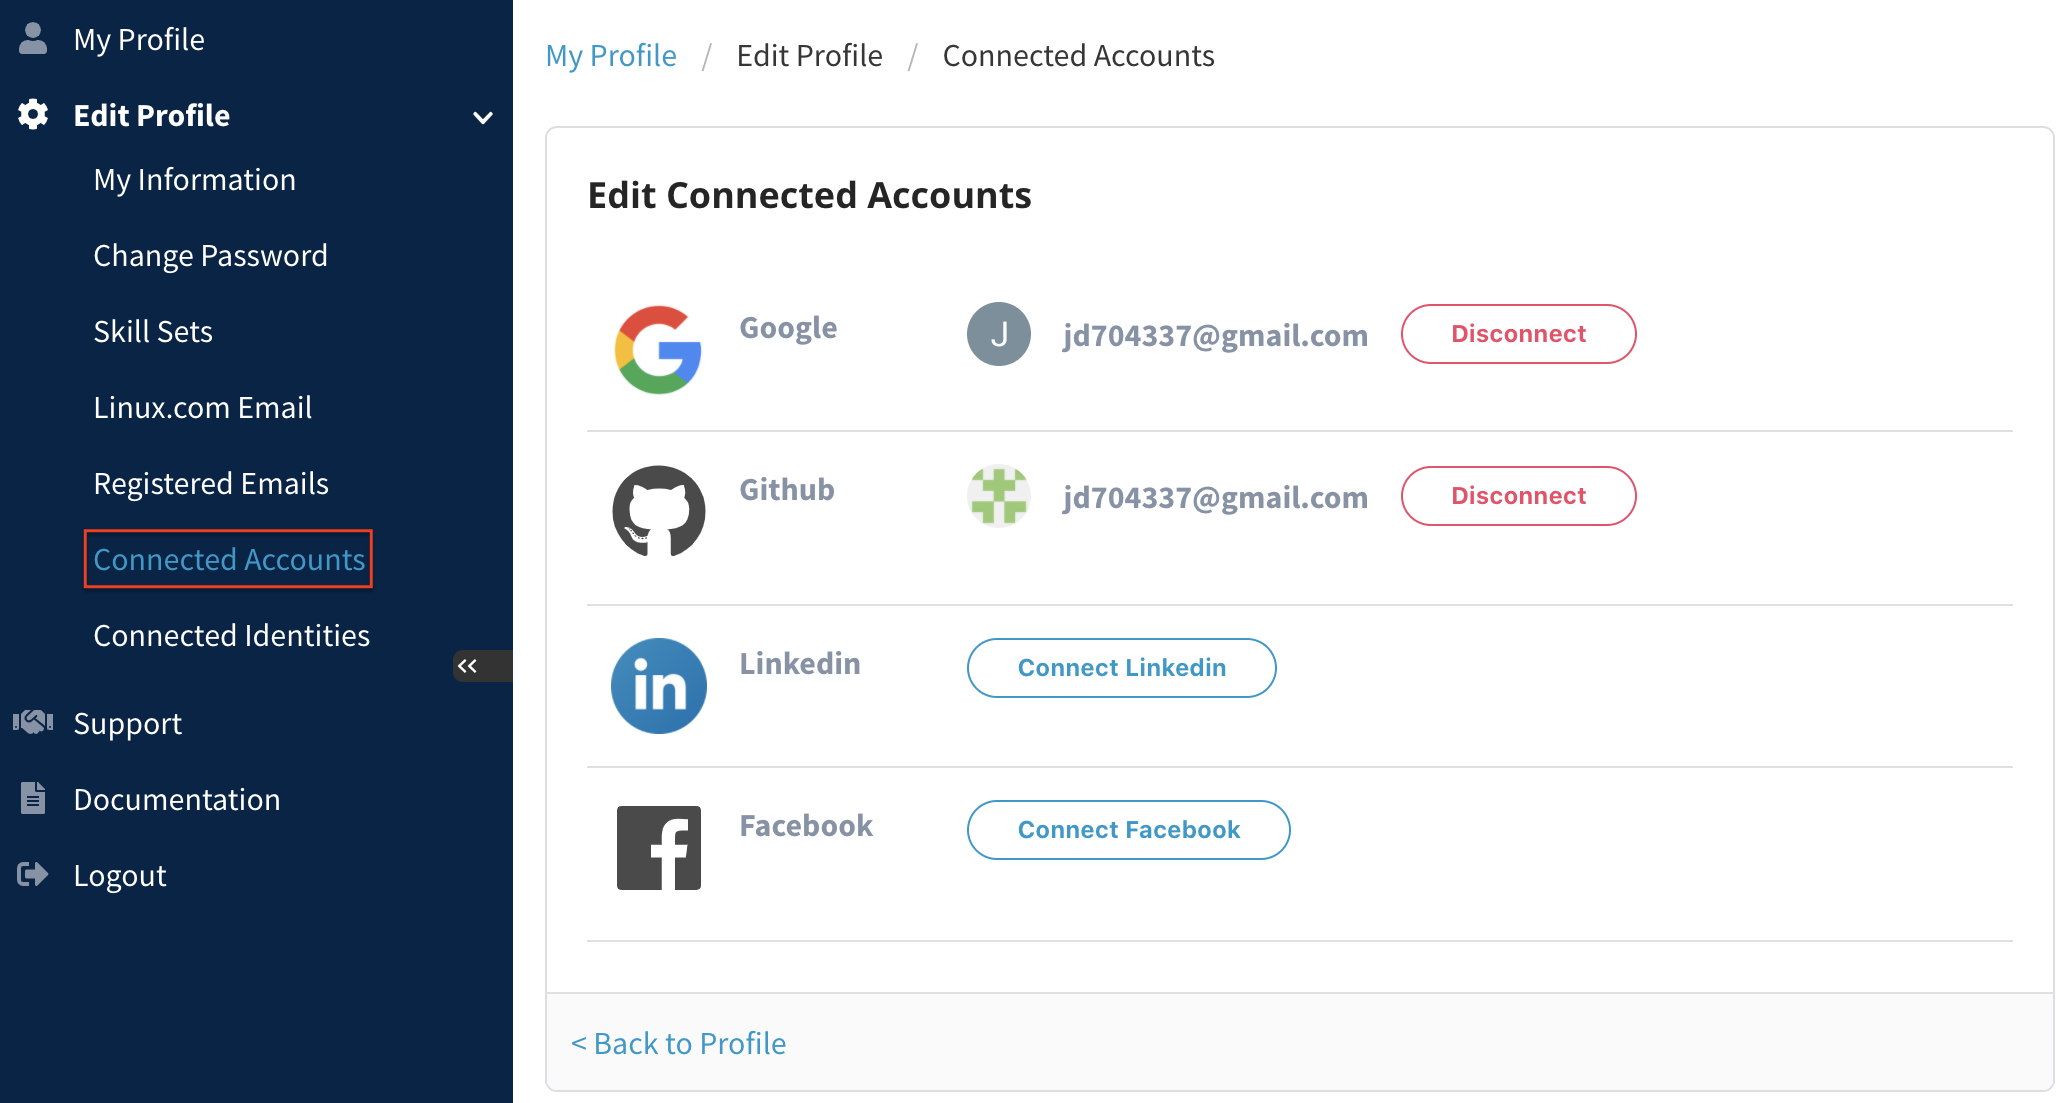 My Profile
Edit Profile
My Information
Change Password
Skill Sets
Linux.com Email
Registered Emails
Connected Accounts
Connected Identities
Support
Documentation
Logout
My Profile / Edit Profile / Connected Accounts
Edit Connected Accounts
Google J jd704337@gmail.com Disconnect
Github jd704337@gmail.com Disconnect
in Linkedin Connect Linkedin
Facebook Connect Facebook
< Back to Profile